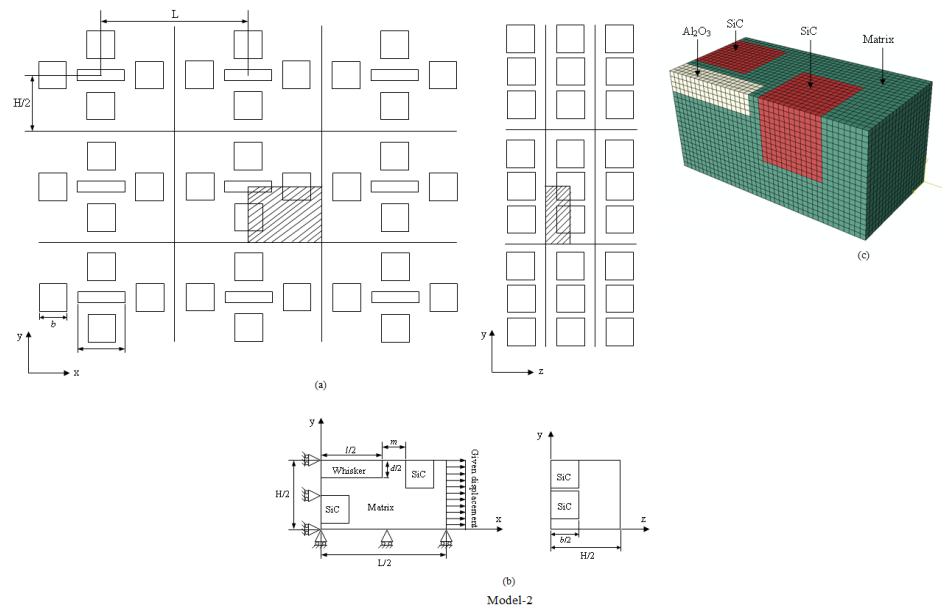 L
H/2
b
y
x
(a)
y
z
Al₂O₃
SiC
SiC
Matrix
(c)
y
l/2
m
Whisker
d/2
SiC
H/2
SiC
Matrix
Given displacement
x
L/2
y
SiC
SiC
b/2
z
H/2
(b)
Model-2